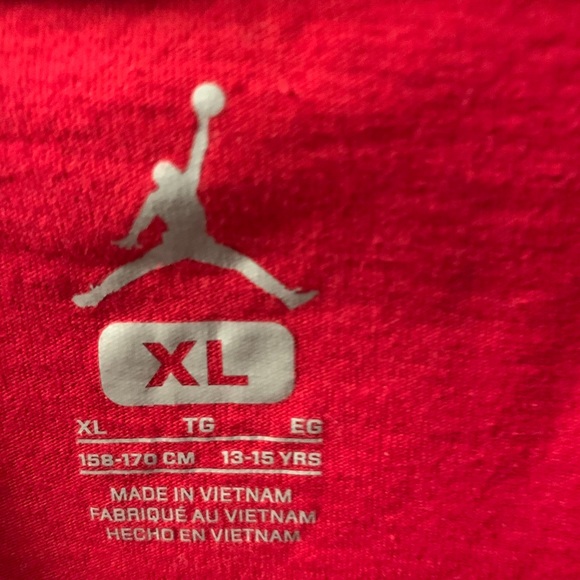 XL
XL TG EG
158-170 CM 13-15 YRS
MADE IN VIETNAM
FABRIQUÉ AU VIETNAM
HECHO EN VIETNAM